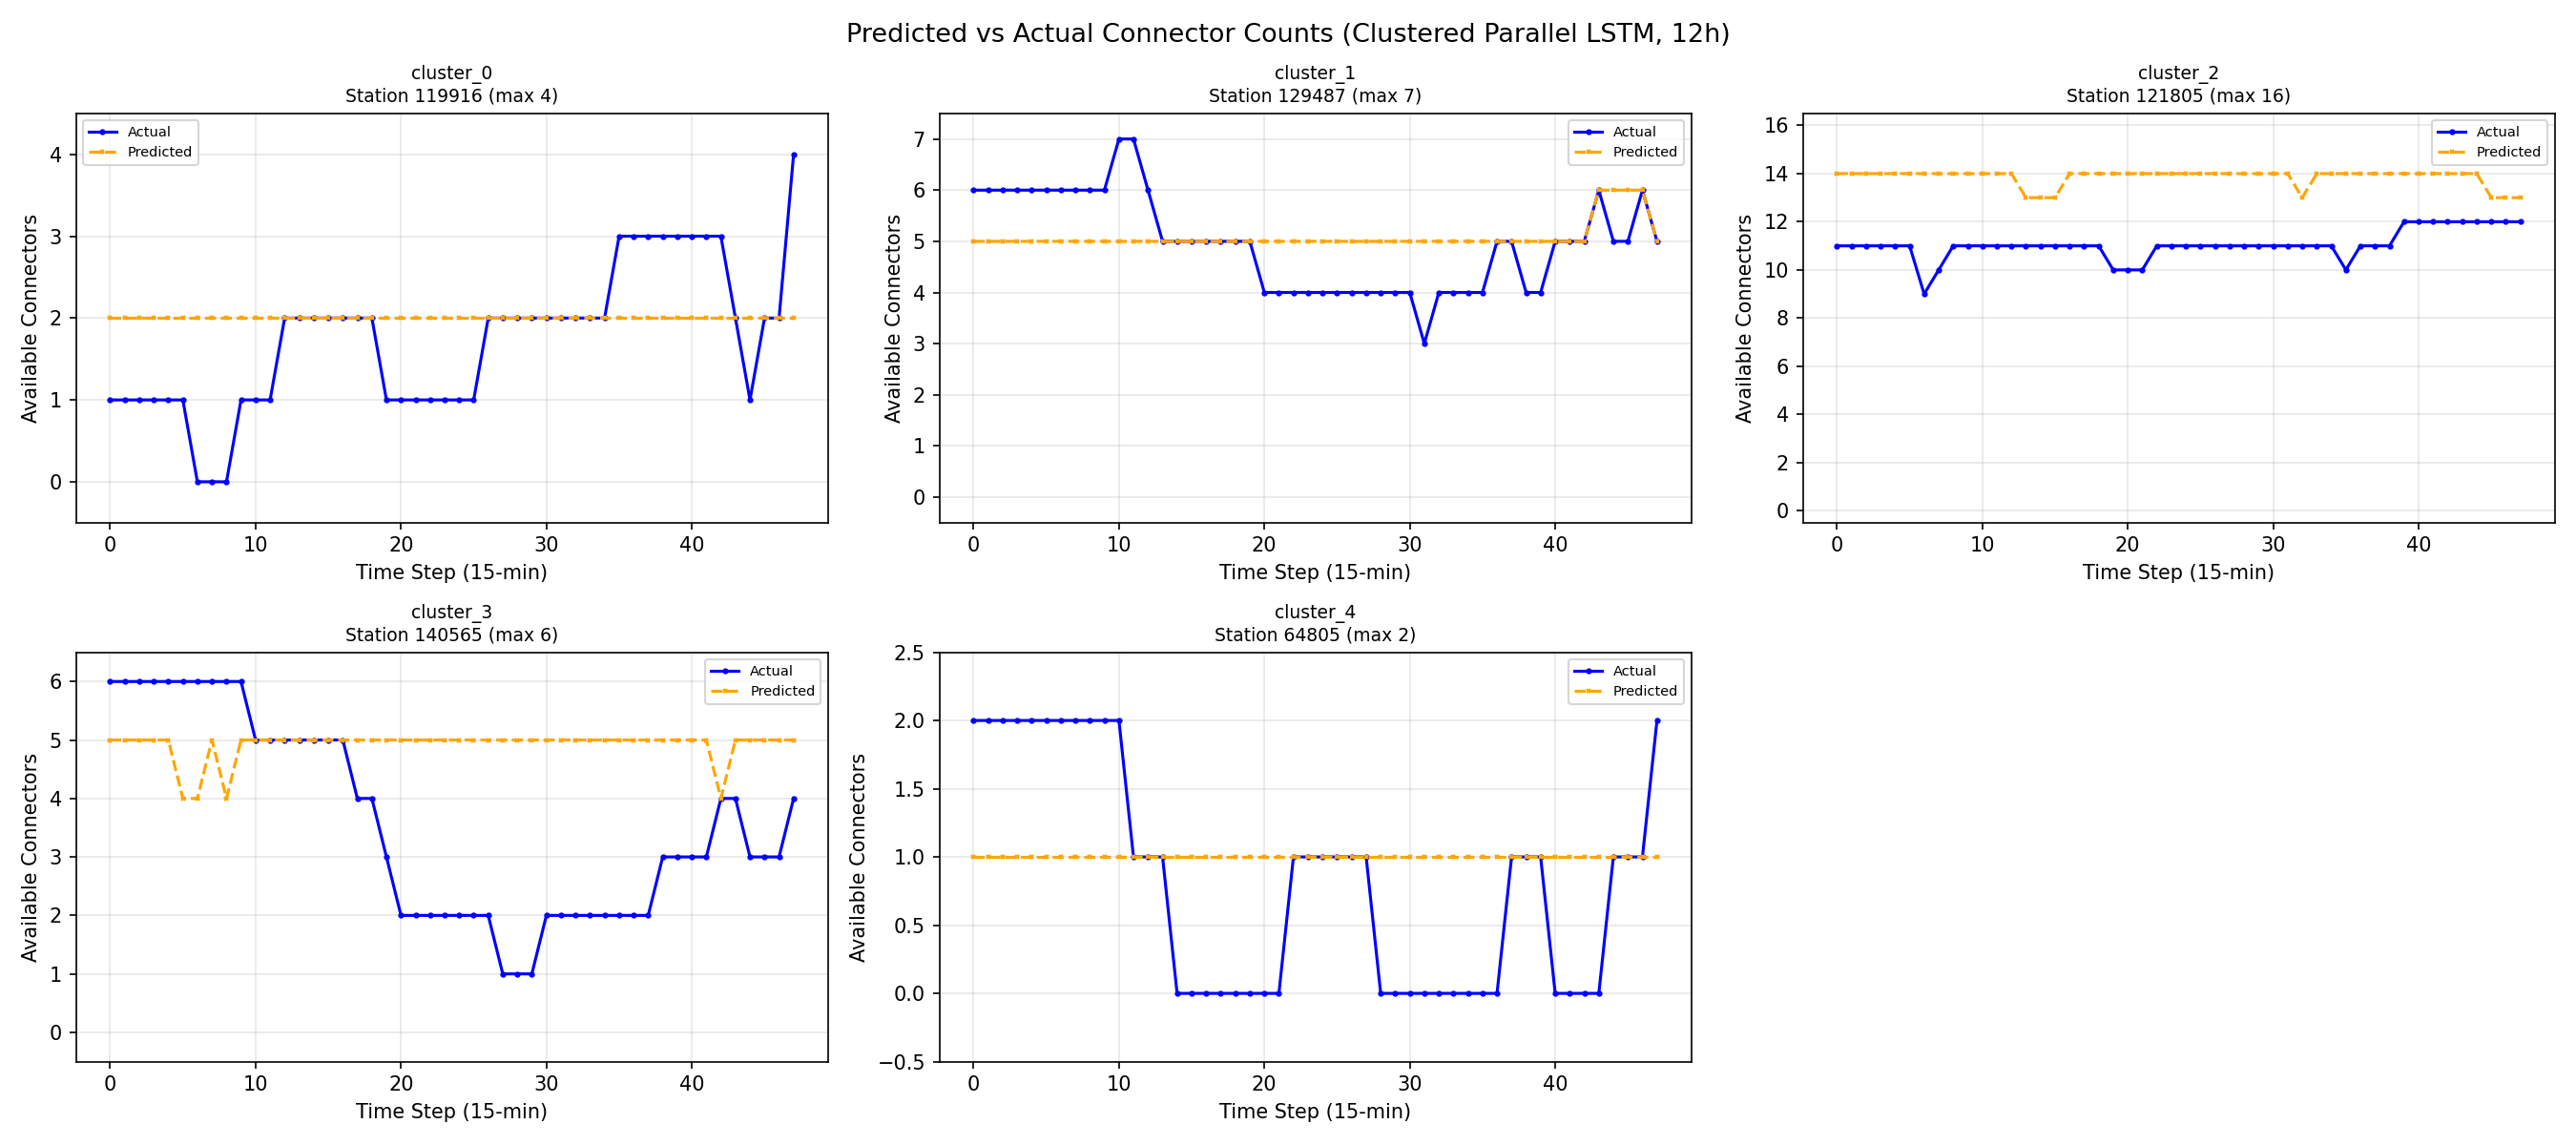 Predicted vs Actual Connector Counts (Clustered Parallel LSTM, 12h)
cluster_0
Station 119916 (max 4)
Actual
Predicted
Available Connectors
4
3
2
1
0
0 10 20 30 40
Time Step (15-min)
cluster_1
Station 129487 (max 7)
Actual
Predicted
Available Connectors
7
6
5
4
3
2
1
0
0 10 20 30 40
Time Step (15-min)
cluster_2
Station 121805 (max 16)
Actual
Predicted
Available Connectors
16
14
12
10
8
6
4
2
0
0 10 20 30 40
Time Step (15-min)
cluster_3
Station 140565 (max 6)
Actual
Predicted
Available Connectors
6
5
4
3
2
1
0
0 10 20 30 40
Time Step (15-min)
cluster_4
Station 64805 (max 2)
Actual
Predicted
Available Connectors
2.5
2.0
1.5
1.0
0.5
0.0
−0.5
0 10 20 30 40
Time Step (15-min)